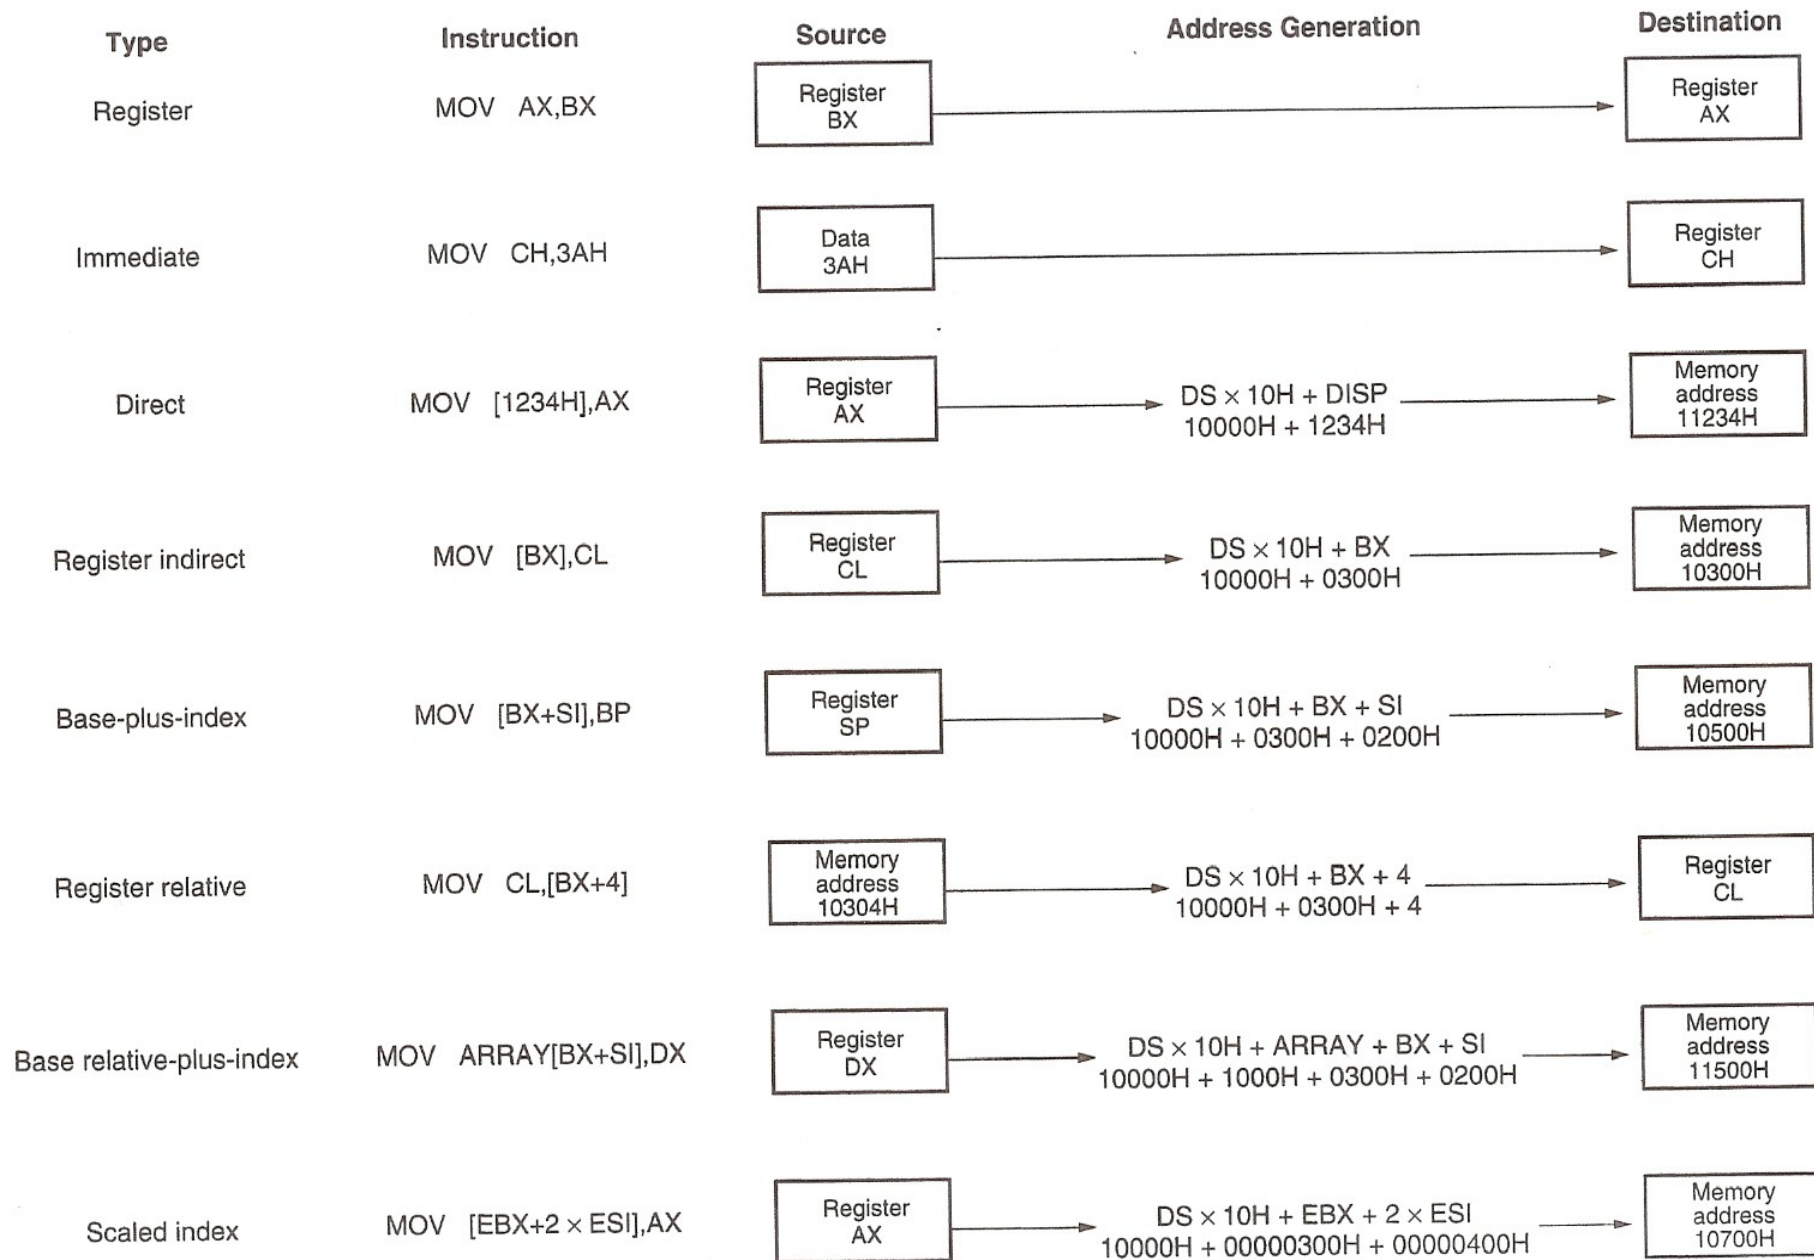 Type Instruction Source Address Generation Destination
Register MOV AX,BX Register BX Register AX
Immediate MOV CH,3AH Data 3AH Register CH
Direct MOV [1234H],AX Register AX DS × 10H + DISP 10000H + 1234H Memory address 11234H
Register indirect MOV [BX],CL Register CL DS × 10H + BX 10000H + 0300H Memory address 10300H
Base-plus-index MOV [BX+SI],BP Register SP DS × 10H + BX + SI 10000H + 0300H + 0200H Memory address 10500H
Register relative MOV CL,[BX+4] Memory address 10304H DS × 10H + BX + 4 10000H + 0300H + 4 Register CL
Base relative-plus-index MOV ARRAY[BX+SI],DX Register DX DS × 10H + ARRAY + BX + SI 10000H + 1000H + 0300H + 0200H Memory address 11500H
Scaled index MOV [EBX+2 × ESI],AX Register AX DS × 10H + EBX + 2 × ESI 10000H + 00000300H + 00000400H Memory address 10700H